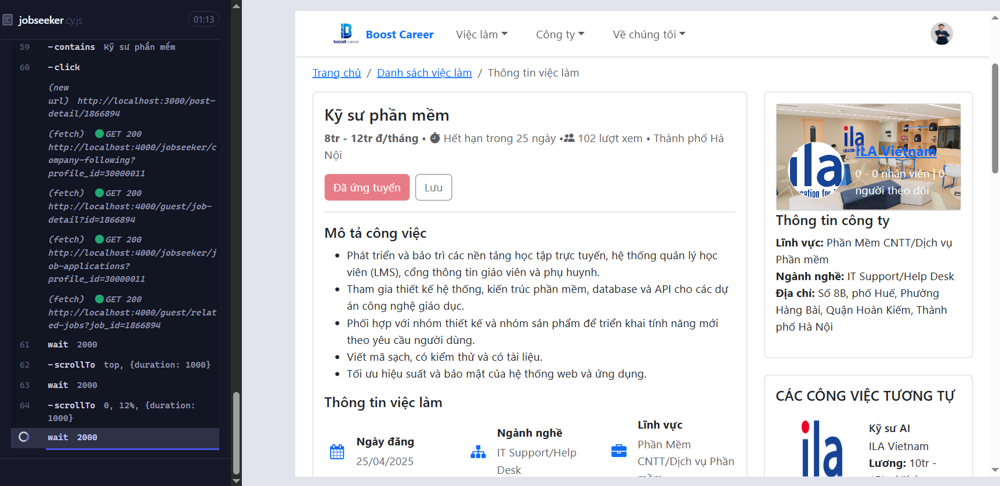 jobseeker.cy.js
01:13
59 -contains Kỹ sư phần mềm
60 -click
(new
url) http://localhost:3000/post-
detail/1866894
(fetch) GET 200
http://localhost:4000/jobseeker/c
ompany-following?
profile_id=30000011
(fetch) GET 200
http://localhost:4000/guest/job-
detail?id=1866894
(fetch) GET 200
http://localhost:4000/jobseeker/j
ob-applications?
profile_id=30000011
(fetch) GET 200
http://localhost:4000/guest/relat
ed-jobs?job_id=1866894
61 wait 2000
62 -scrollTo top, {duration: 1000}
63 wait 2000
64 -scrollTo 0, 12%, {duration:
1000}
wait 2000
Boost Career
Việc làm
Công ty
Về chúng tôi
Trang chủ / Danh sách việc làm / Thông tin việc làm
Kỹ sư phần mềm
8tr - 12tr đ/tháng • Hết hạn trong 25 ngày • 102 lượt xem • Thành phố Hà
Nội
Đã ứng tuyển
Lưu
Mô tả công việc
• Phát triển và bảo trì các nền tảng học tập trực tuyến, hệ thống quản lý học
viên (LMS), cổng thông tin giáo viên và phụ huynh.
• Tham gia thiết kế hệ thống, kiến trúc phần mềm, database và API cho các dự
án công nghệ giáo dục.
• Phối hợp với nhóm thiết kế và nhóm sản phẩm để triển khai tính năng mới
theo yêu cầu người dùng.
• Viết mã sạch, có kiểm thử và có tài liệu.
• Tối ưu hiệu suất và bảo mật của hệ thống web và ứng dụng.
Thông tin việc làm
Ngày đăng
25/04/2025
Ngành nghề
IT Support/Help
Desk
Lĩnh vực
Phần Mềm
CNTT/Dịch vụ Phần
mềm
ila
ila
ILA Vietnam
0 - 0 nhân viên | 0
người theo dõi
Thông tin công ty
Lĩnh vực: Phần Mềm CNTT/Dịch vụ
Phần mềm
Ngành nghề: IT Support/Help Desk
Địa chỉ: Số 8B, phố Huế, Phường
Hàng Bài, Quận Hoàn Kiếm, Thành
phố Hà Nội
CÁC CÔNG VIỆC TƯƠNG TỰ
ila
Kỹ sư AI
ILA Vietnam
Lương: 10tr -